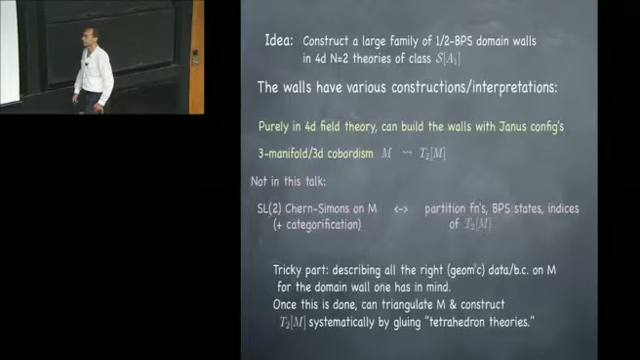 Idea: Construct a large family of 1/2-BPS domain walls
in 4d N=2 theories of class S[A₁]
The walls have various constructions/interpretations:
Purely in 4d field theory, can build the walls with Janus config's
3-manifold/3d cobordism M ⇝ T₂[M]
Not in this talk:
SL(2) Chern-Simons on M <-> partition fn's, BPS states, indices
(+ categorification) of T₂[M]
Tricky part: describing all the right (geom'c) data/b.c. on M
for the domain wall one has in mind.
Once this is done, can triangulate M & construct
T₂[M] systematically by gluing "tetrahedron theories."